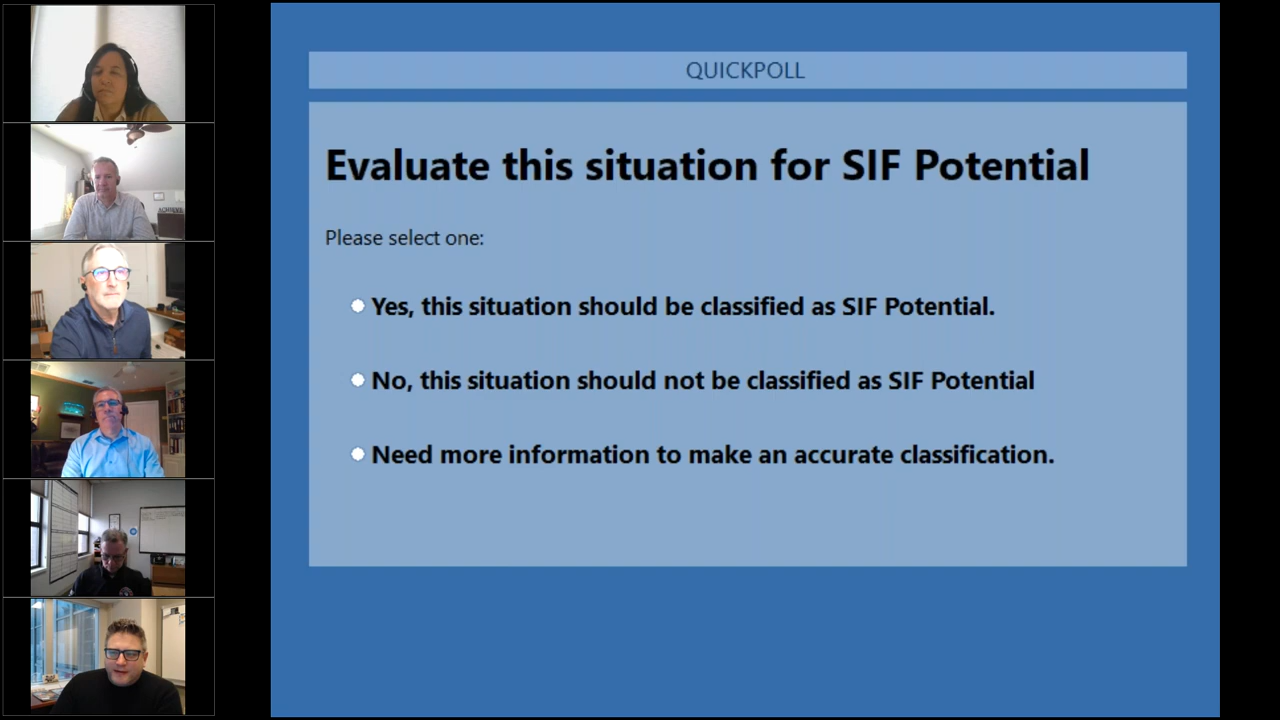 QUICKPOLL
Evaluate this situation for SIF Potential
Please select one:
Yes, this situation should be classified as SIF Potential.
No, this situation should not be classified as SIF Potential
Need more information to make an accurate classification.